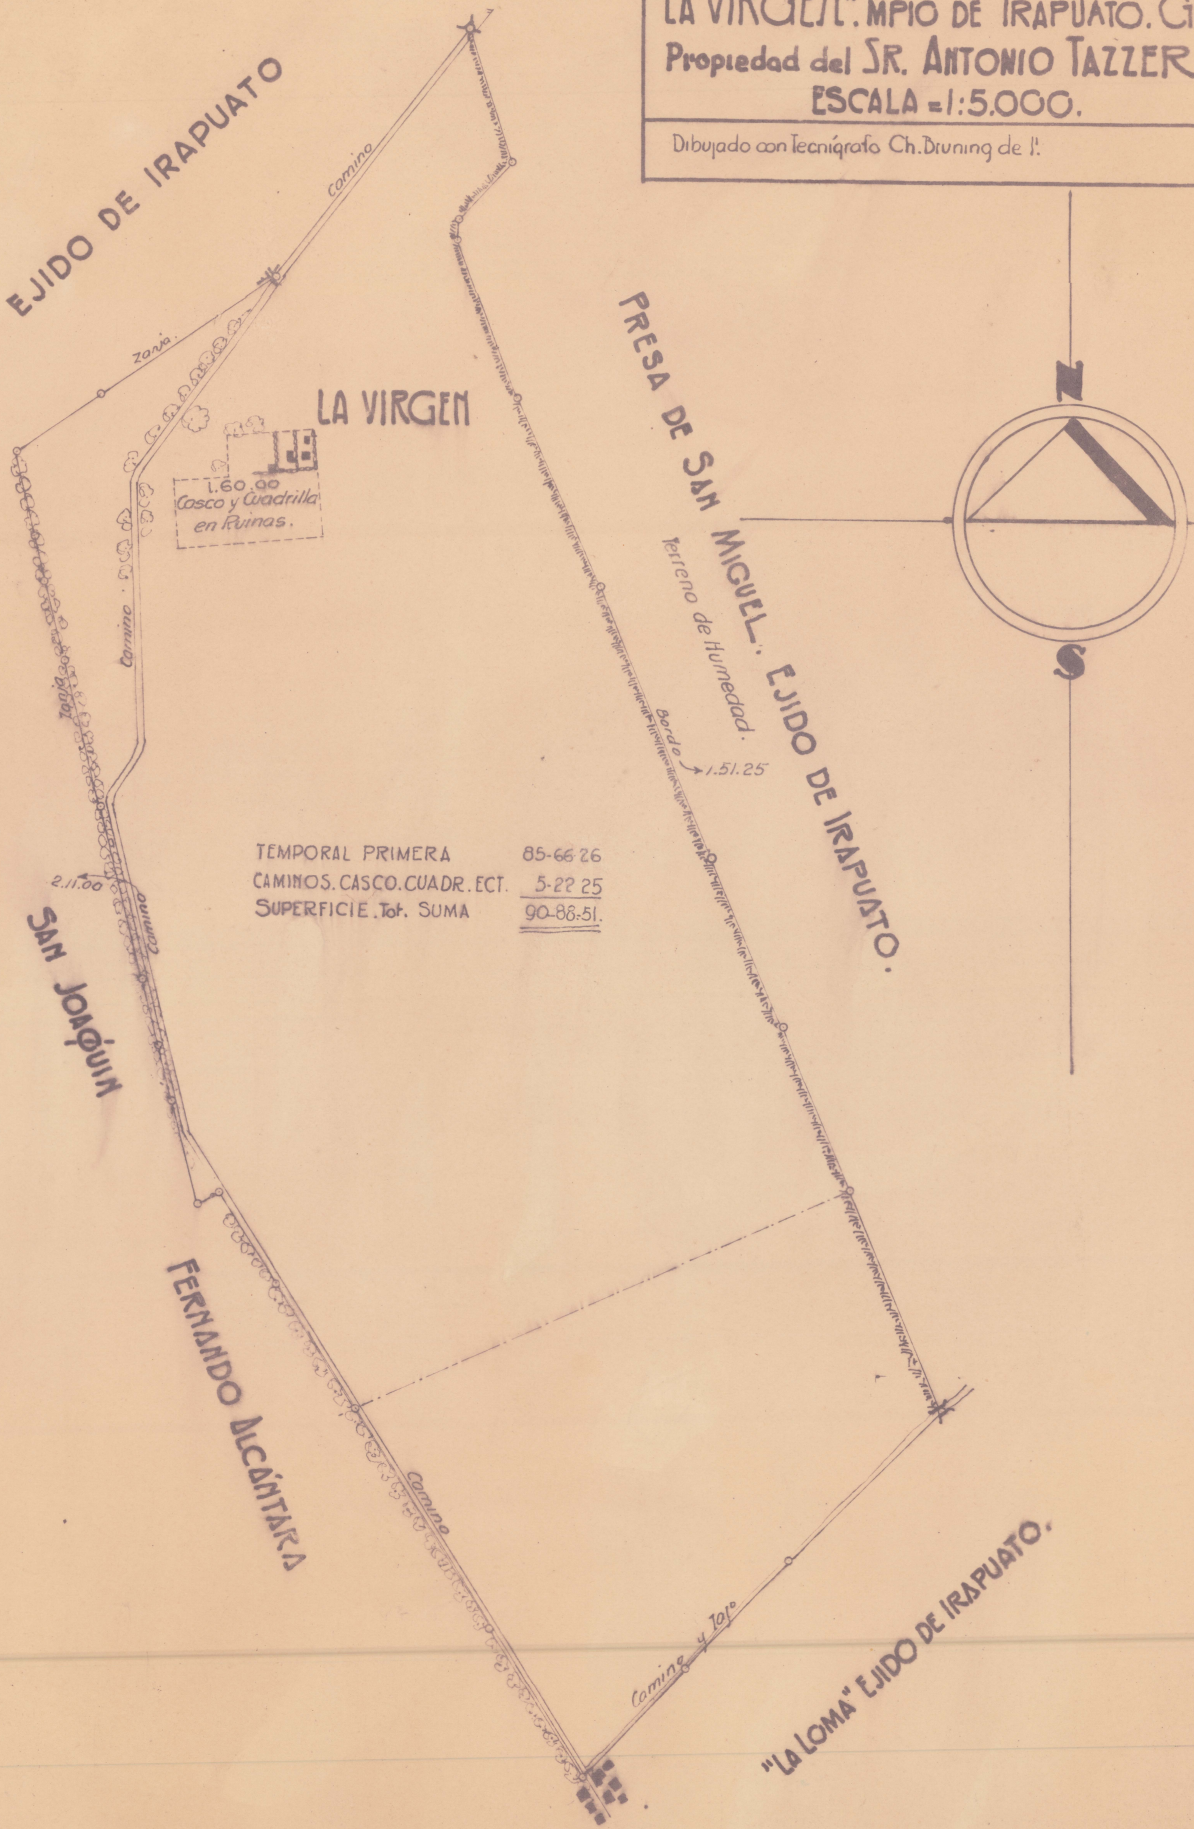 LA VIRGEN". MPIO DE IRAPUATO. G
Propiedad del SR. ANTONIO TAZZER
ESCALA =1:5.000.
Dibujado con Tecnígrafo Ch. Bruning de 1ª.
EJIDO DE IRAPUATO
Camino
Zanja.
LA VIRGEN
1.60.00
Casco y Cuadrilla
en Ruinas.
Camino
Zanja
PRESA DE SAN MIGUEL. EJIDO DE IRAPUATO.
Terreno de Humedad.
Bordo
1.51.25
N
S
TEMPORAL PRIMERA 85-66 26
CAMINOS.CASCO.CUADR.ECT. 5-22 25
SUPERFICIE.Tot. SUMA 90-88-51.
2.11.00
Camino
SAN JOAQUIN
FERNANDO ALCÁNTARA
Camino
Camino y Tajo
"LA LOMA" EJIDO DE IRAPUATO.